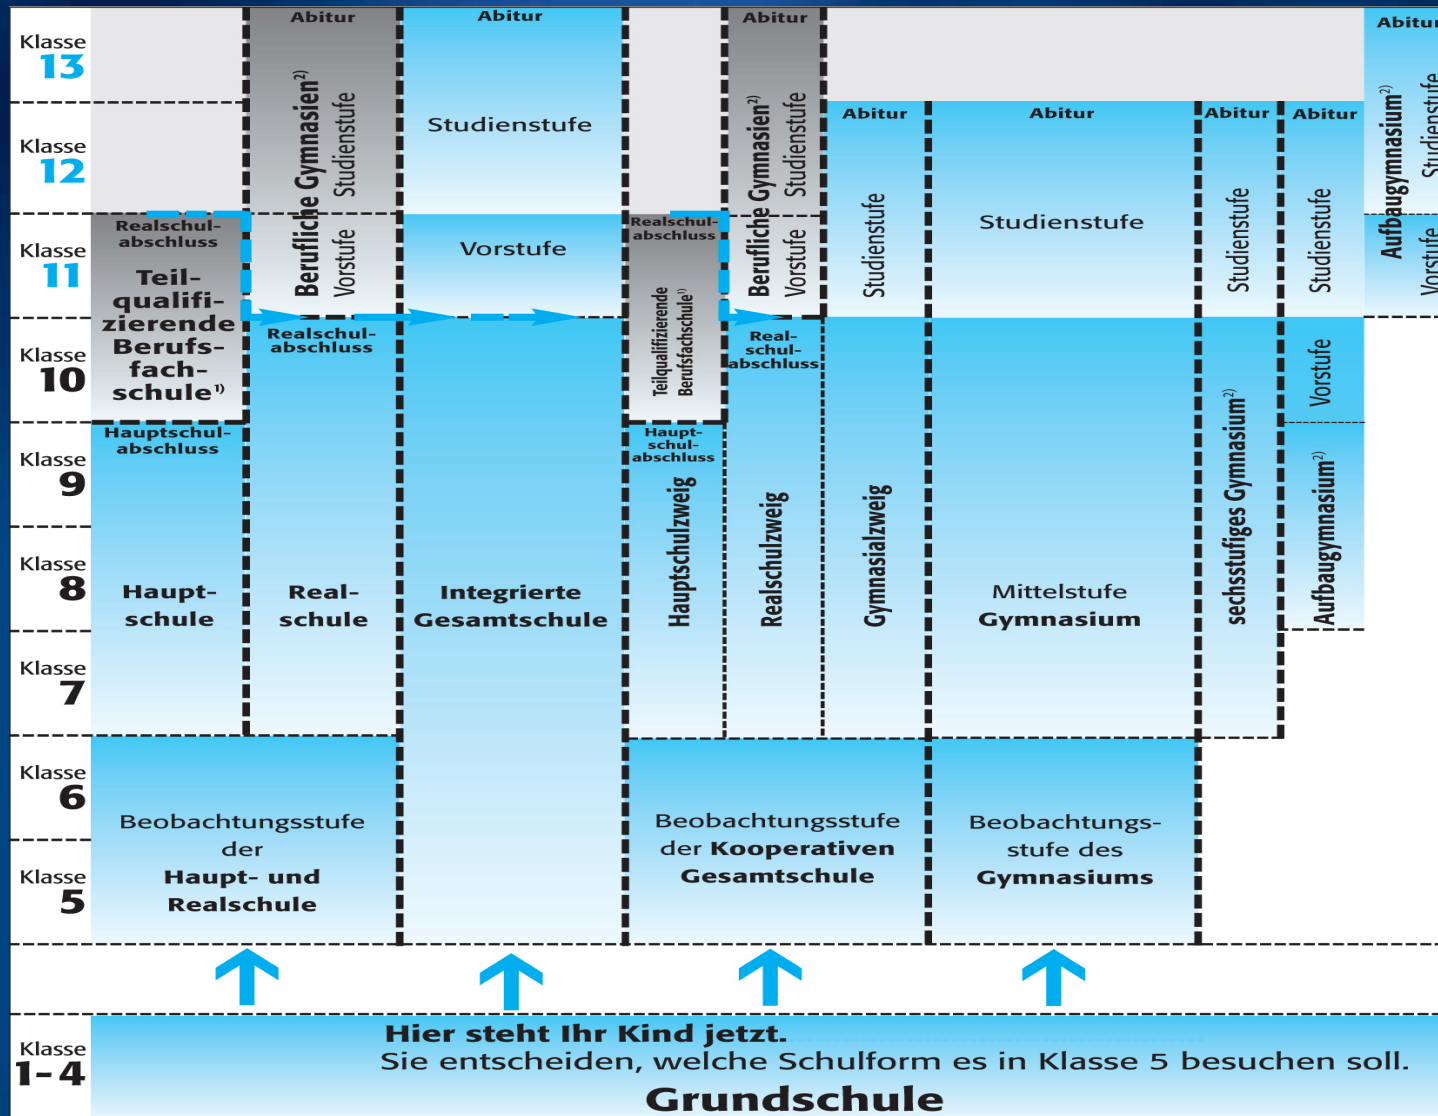 Klasse
13
Klasse
12
Klasse
11
Klasse
10
Klasse
9
Klasse
8
Klasse
7
Klasse
6
Klasse
5
Klasse
1-4
Realschul-
abschluss
Teil-
qualifi-
zierende
Berufs-
fach-
schule¹⁾
Hauptschul-
abschluss
Haupt-
schule
Abitur
Berufliche Gymnasien²⁾
Studienstufe
Vorstufe
Realschul-
abschluss
Real-
schule
Beobachtungsstufe
der
Haupt- und
Realschule
Abitur
Studienstufe
Vorstufe
Integrierte
Gesamtschule
Realschul-
abschluss
Teilqualifizierende
Berufsfachschule¹⁾
Haupt-
schul-
abschluss
Hauptschulzweig
Abitur
Berufliche Gymnasien²⁾
Studienstufe
Vorstufe
Real-
schul-
abschluss
Realschulzweig
Abitur
Studienstufe
Gymnasialzweig
Beobachtungsstufe
der Kooperativen
Gesamtschule
Abitur
Studienstufe
Mittelstufe
Gymnasium
Beobachtungs-
stufe des
Gymnasiums
Abitur
Studienstufe
sechsstufiges Gymnasium²⁾
Abitur
Studienstufe
Vorstufe
Aufbaugymnasium²⁾
Abitur
Aufbaugymnasium²⁾
Studienstufe
Vorstufe
Hier steht Ihr Kind jetzt.
Sie entscheiden, welche Schulform es in Klasse 5 besuchen soll.
Grundschule